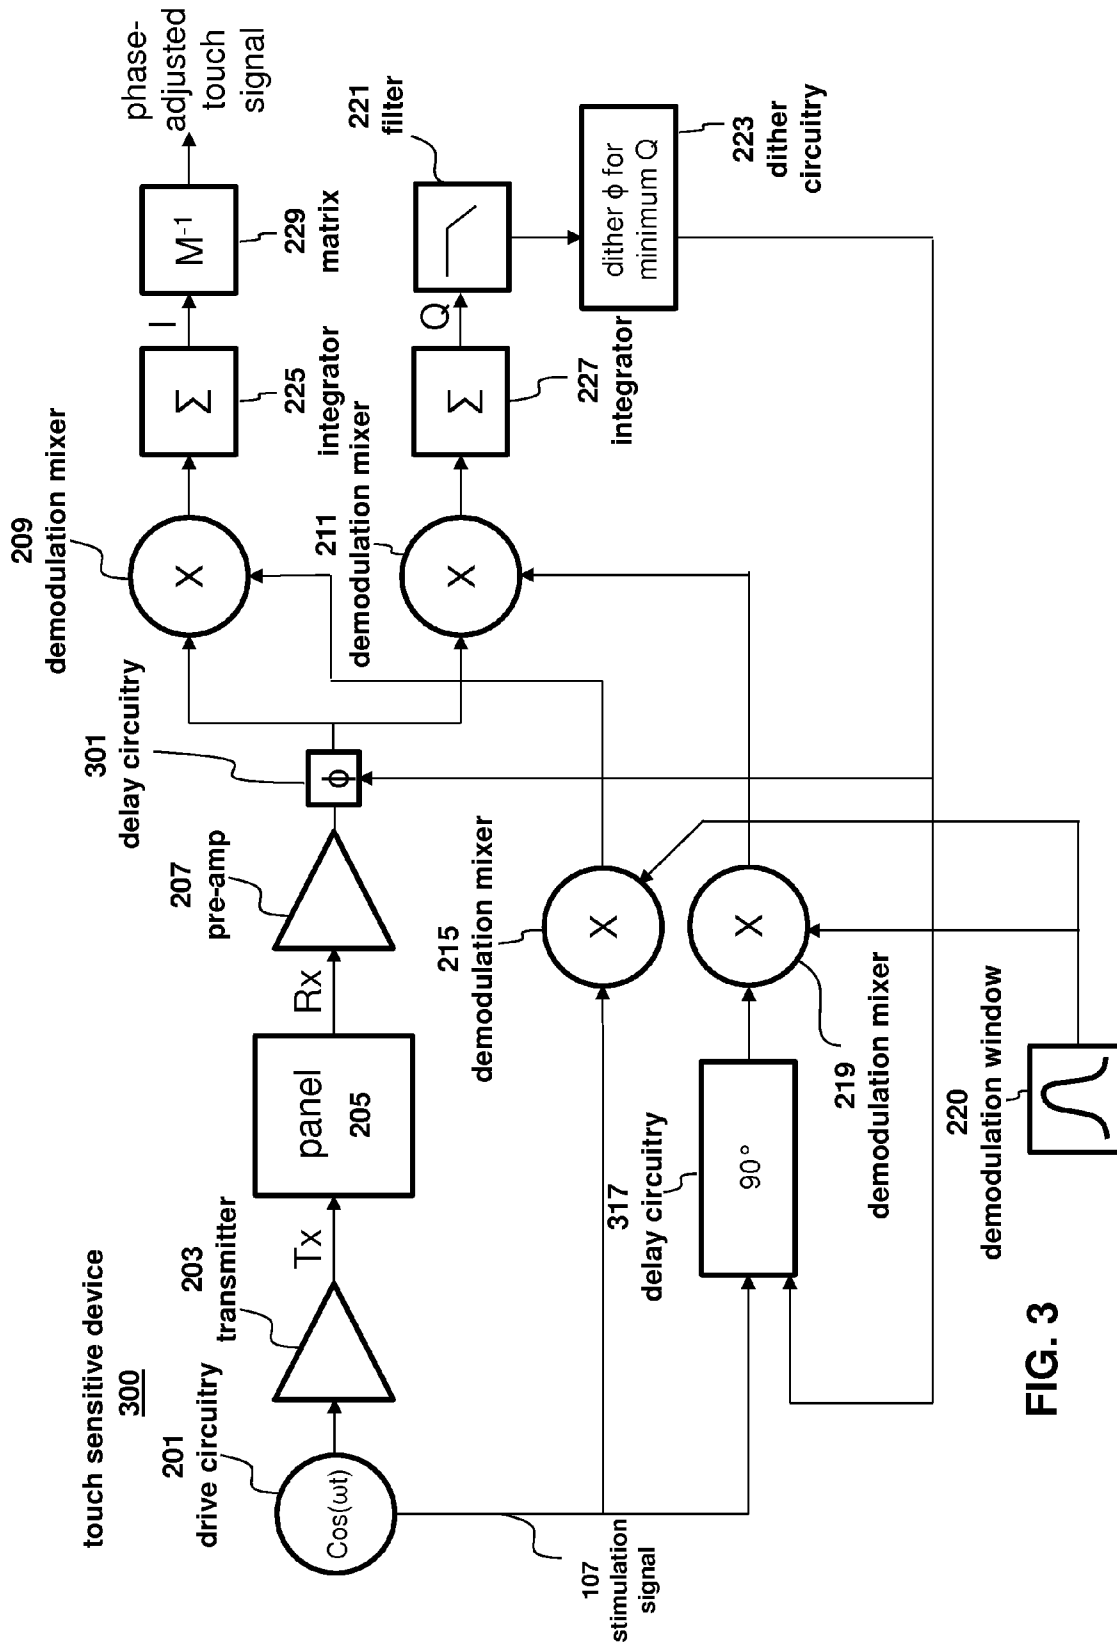 touch sensitive device
300
201
drive circuitry
Cos(ωt)
203
transmitter
Tx
panel
205
Rx
207
pre-amp
301
delay circuitry
ϕ
209
demodulation mixer
X
225
integrator
Σ
I
229
matrix
M-1
phase-
adjusted
touch
signal
211
demodulation mixer
X
227
integrator
Σ
Q
221
filter
dither ϕ for
minimum Q
223
dither
circuitry
107
stimulation
signal
215
demodulation mixer
X
317
delay circuitry
90°
219
demodulation mixer
X
220
demodulation window
FIG. 3